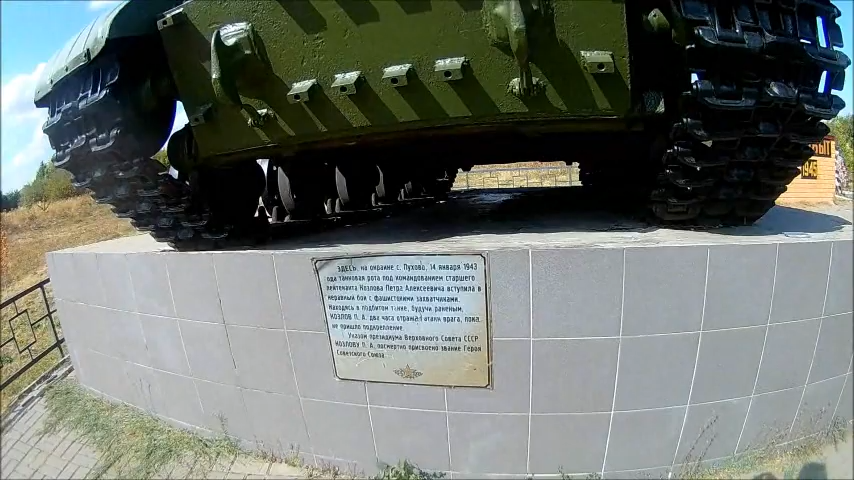 ЗДЕСЬ, на окраине с. Пухово, 14 января 1943
года танковая рота под командованием старшего
лейтенанта Козлова Петра Алексеевича вступила в
неравный бой с фашистскими захватчиками.
Находясь в подбитом танке, будучи раненым,
КОЗЛОВ П. А. два часа отражал атаки врага, пока
не пришло подкрепление.
Указом президиума Верховного Совета СССР
КОЗЛОВУ П. А. посмертно присвоено звание Героя
Советского Союза.
1943